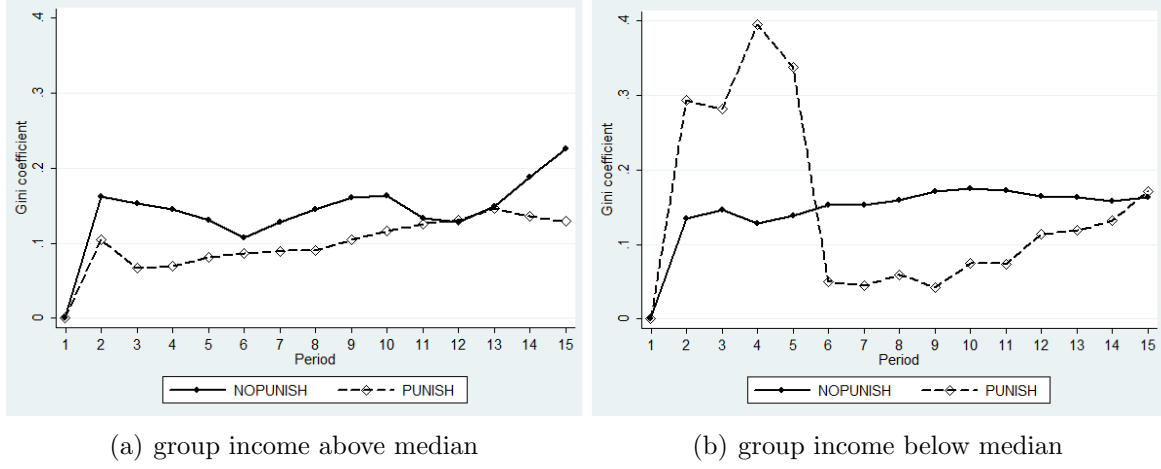 .4
.3
.2
.1
0
Gini coefficient
1 2 3 4 5 6 7 8 9 10 11 12 13 14 15
Period
NOPUNISH PUNISH
(a) group income above median
.4
.3
.2
.1
0
Gini coefficient
1 2 3 4 5 6 7 8 9 10 11 12 13 14 15
Period
NOPUNISH PUNISH
(b) group income below median